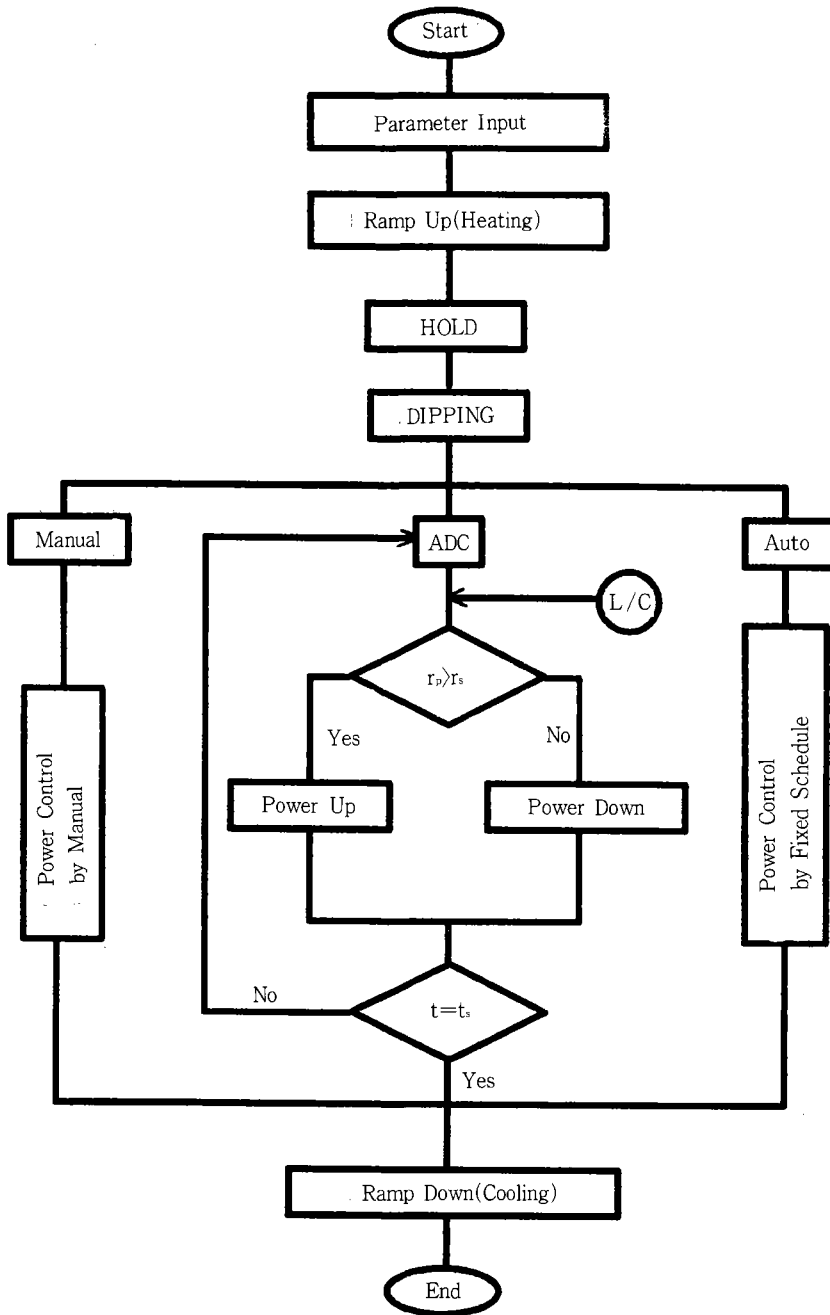 Start
Parameter Input
Ramp Up(Heating)
HOLD
DIPPING
Manual
ADC
Auto
L/C
rₚ>rₛ
Yes
No
Power Up
Power Down
Power Control
by Manual
Power Control
by Fixed Schedule
No
t=tₛ
Yes
Ramp Down(Cooling)
End